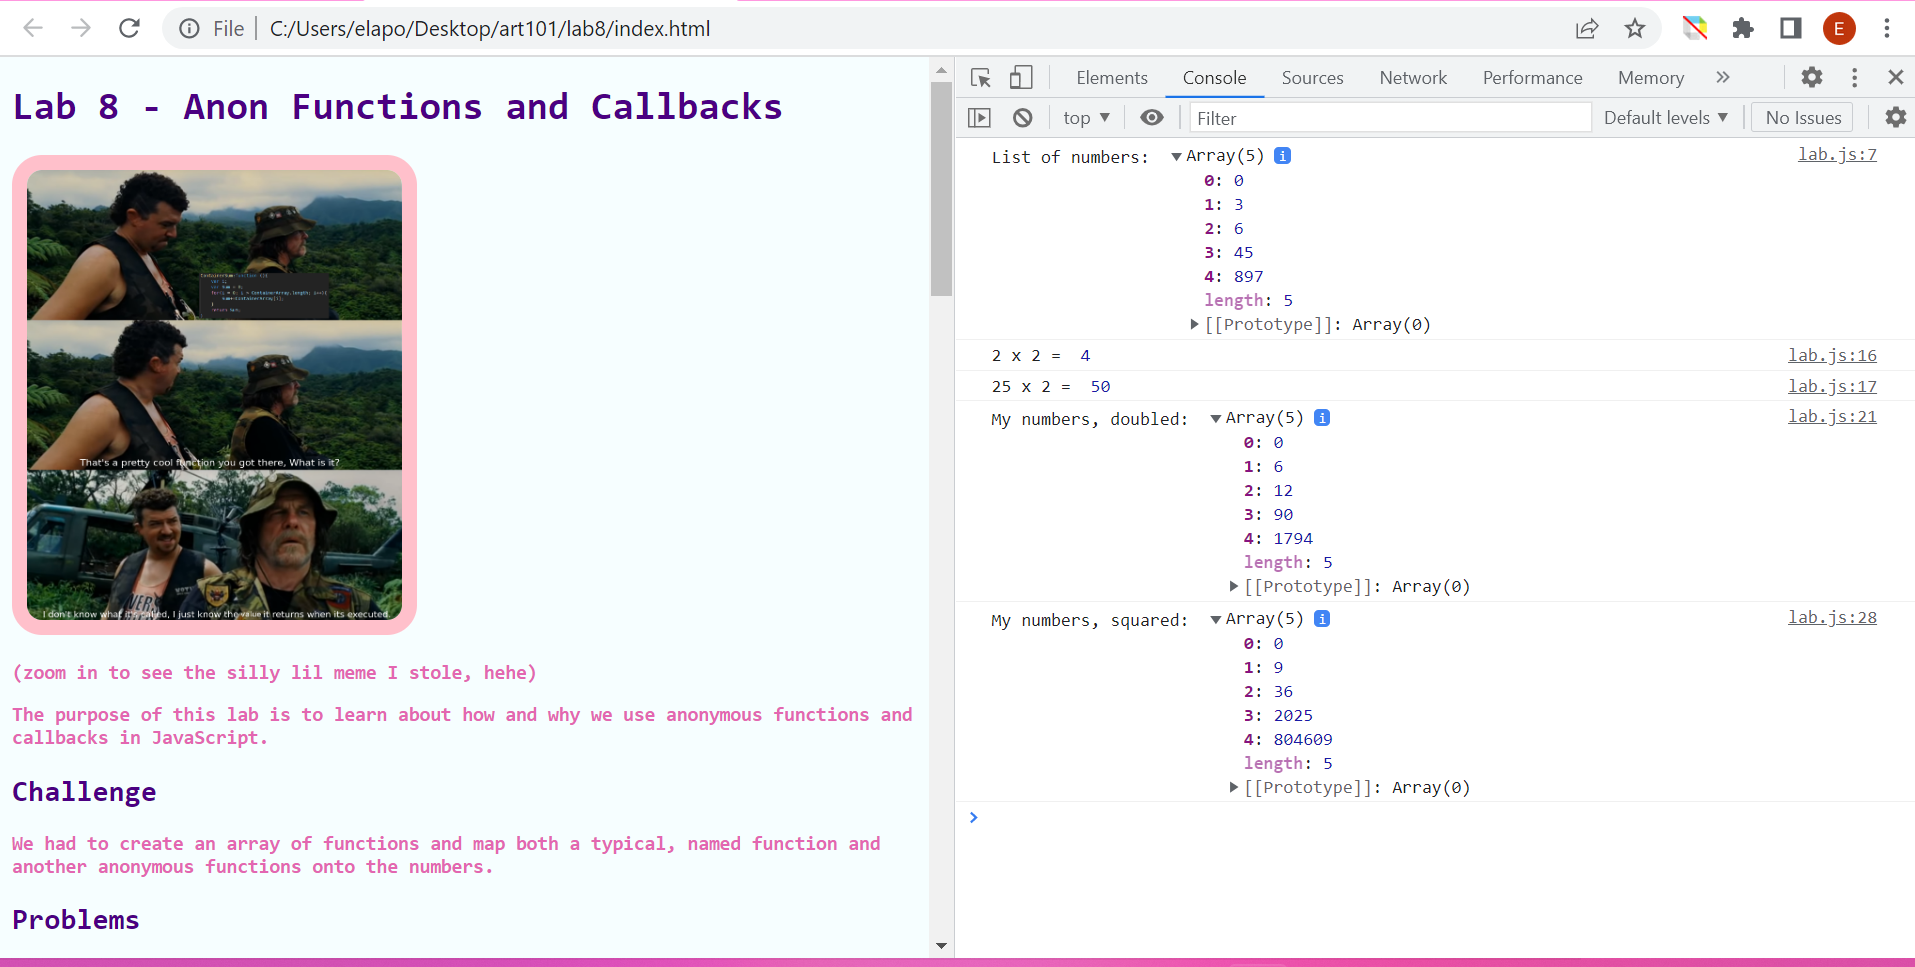 File
C:/Users/elapo/Desktop/art101/lab8/index.html
E
Lab 8 - Anon Functions and Callbacks
That's a pretty cool function you got there, What is it?
I don't know what it's called, I just know the value it returns when its executed
(zoom in to see the silly lil meme I stole, hehe)
The purpose of this lab is to learn about how and why we use anonymous functions and
callbacks in JavaScript.
Challenge
We had to create an array of functions and map both a typical, named function and
another anonymous functions onto the numbers.
Problems
Elements Console Sources Network Performance Memory »
top ▼ Filter Default levels ▼ No Issues
List of numbers: ▼Array(5) i lab.js:7
0: 0
1: 3
2: 6
3: 45
4: 897
length: 5
▶[[Prototype]]: Array(0)
2 x 2 = 4 lab.js:16
25 x 2 = 50 lab.js:17
My numbers, doubled: ▼Array(5) i lab.js:21
0: 0
1: 6
2: 12
3: 90
4: 1794
length: 5
▶[[Prototype]]: Array(0)
My numbers, squared: ▼Array(5) i lab.js:28
0: 0
1: 9
2: 36
3: 2025
4: 804609
length: 5
▶[[Prototype]]: Array(0)
>